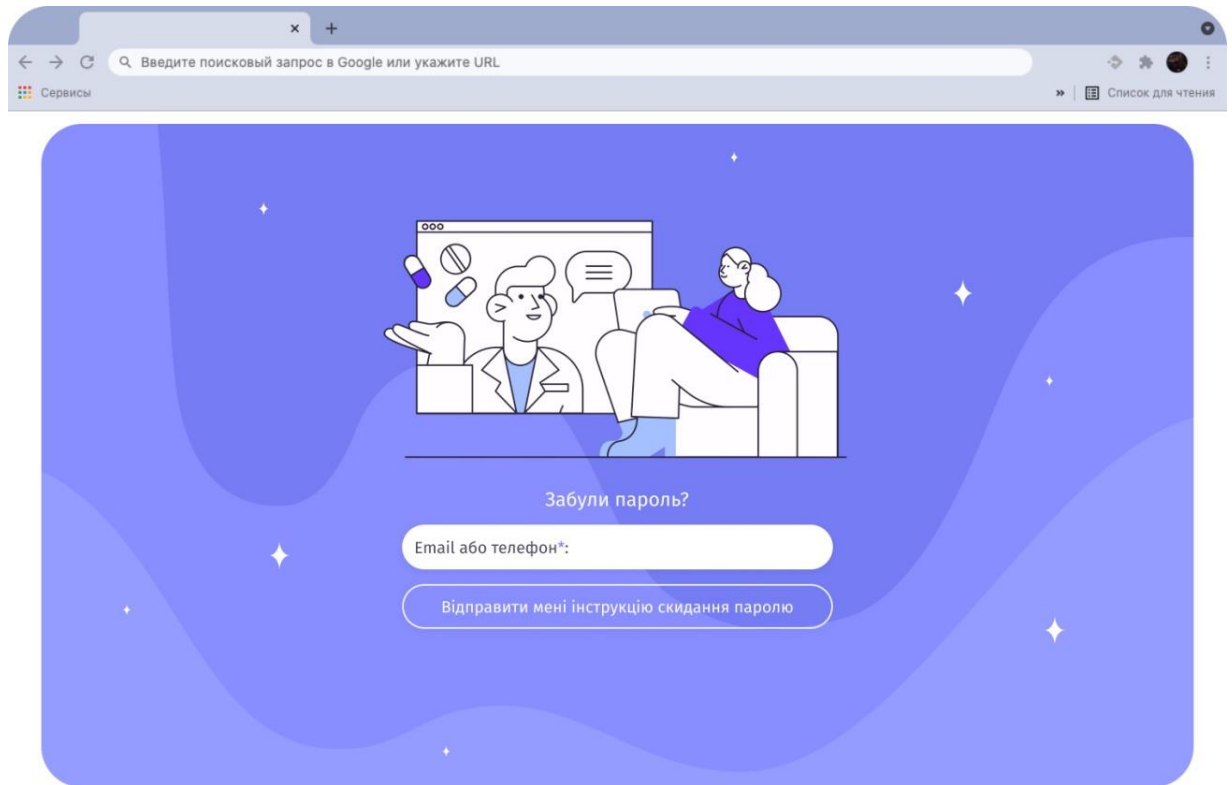 Введите поисковый запрос в Google или укажите URL
Сервисы
Список для чтения
Забули пароль?
Email або телефон*:
Відправити мені інструкцію скидання паролю